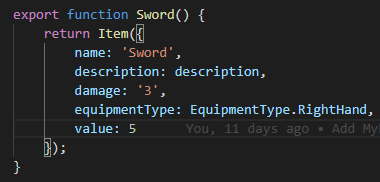 export function Sword() {
    return Item({
        name: 'Sword',
        description: description,
        damage: '3',
        equipmentType: EquipmentType.RightHand,
        value: 5    You, 11 days ago • Add My
    });
}